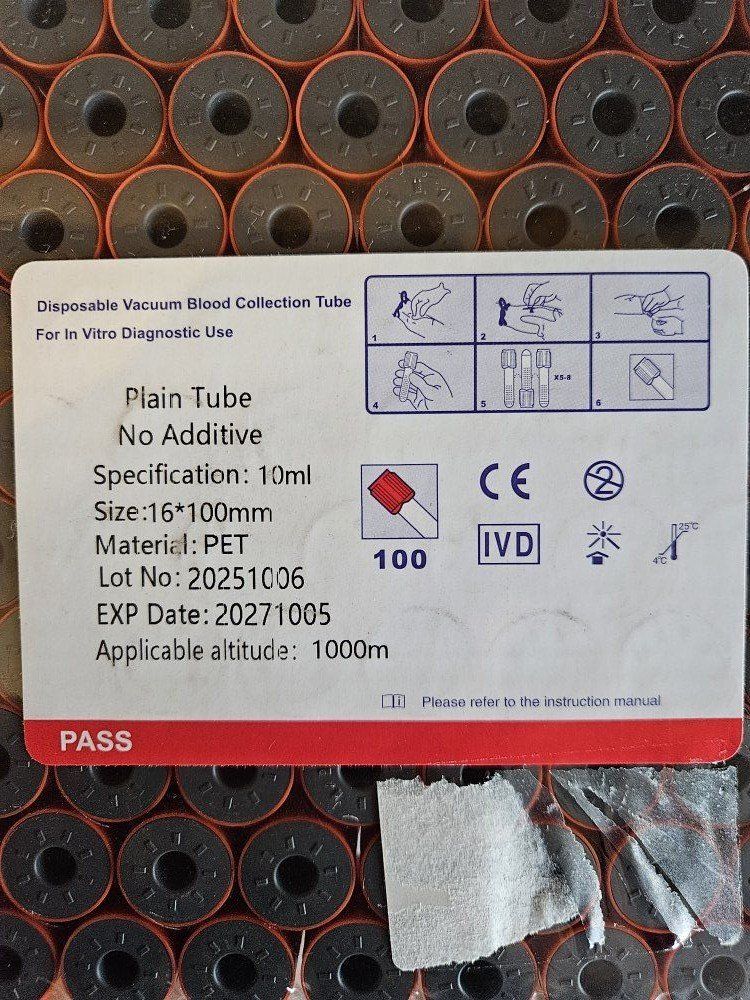 Disposable Vacuum Blood Collection Tube
For In Vitro Diagnostic Use
Plain Tube
No Additive
Specification: 10ml
Size:16*100mm
Material: PET
Lot No: 20251006
EXP Date: 20271005
Applicable altitude: 1000m
1
2
3
4
5
X5-8
6
100
CE
2
IVD
25°C
4°C
i
Please refer to the instruction manual
PASS